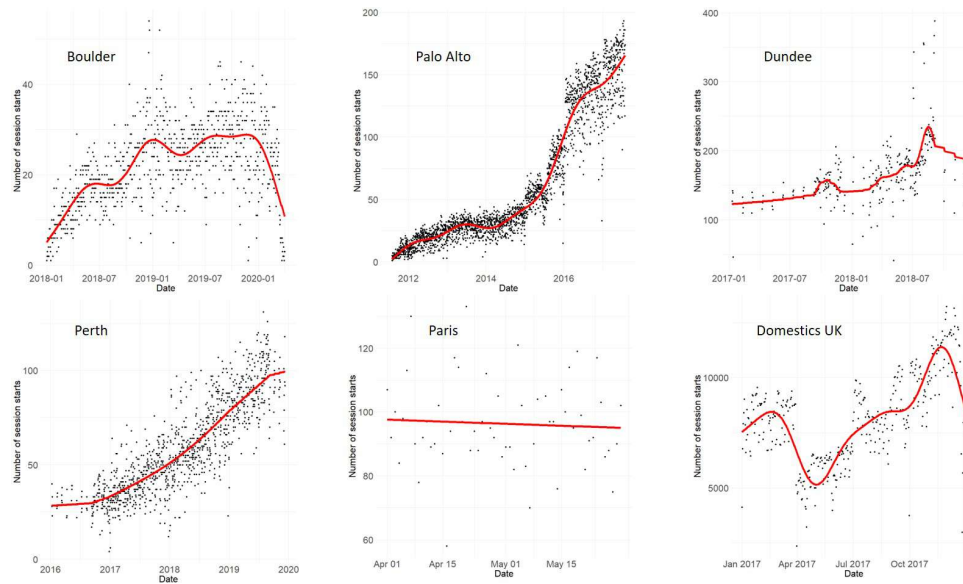 Boulder
Number of session starts
40
20
0
2018-01 2018-07 2019-01 2019-07 2020-01
Date
Palo Alto
Number of session starts
200
150
100
50
0
2012 2014 2016
Date
Dundee
Number of session starts
400
300
200
100
2017-01 2017-07 2018-01 2018-07
Date
Perth
Number of session starts
100
50
0
2016 2017 2018 2019 2020
Date
Paris
Number of session starts
120
100
80
60
Apr 01 Apr 15 May 01 May 15
Date
Domestics UK
Number of session starts
10000
5000
Jan 2017 Apr 2017 Jul 2017 Oct 2017
Date